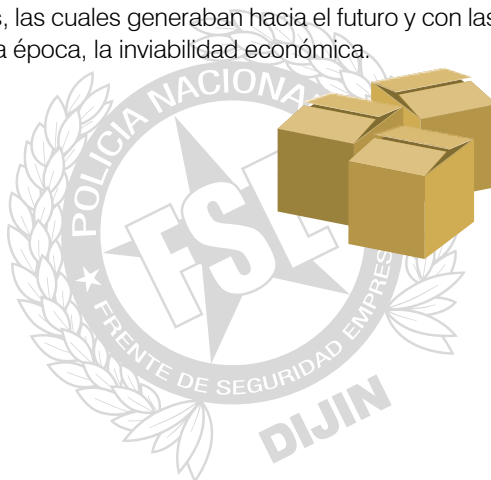 s, las cuales generaban hacia el futuro y con las
a época, la inviabilidad económica.
POLICIA NACIONA
FSE
FRENTE DE SEGURIDAD EMPRES
DIJIN